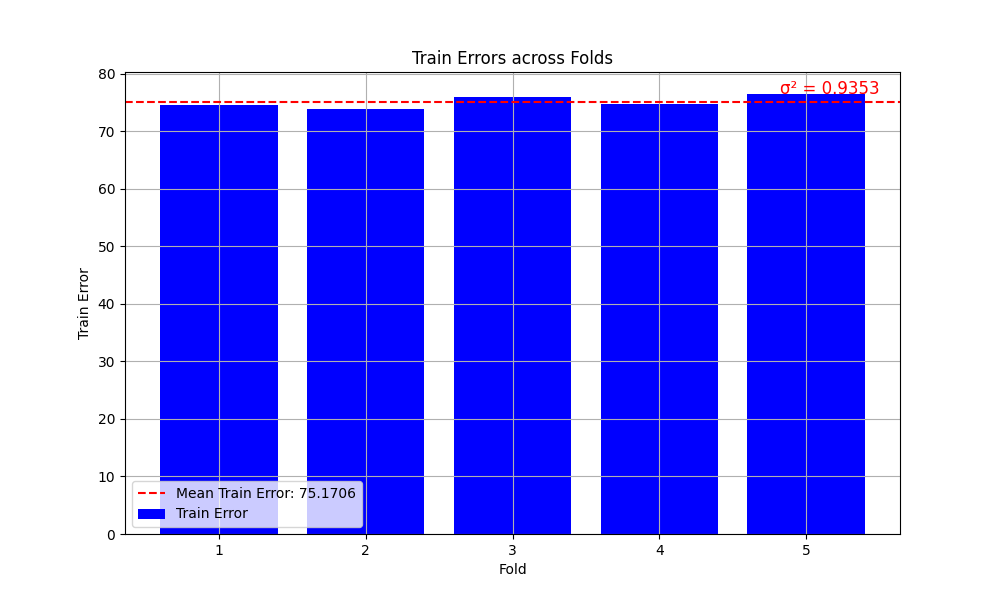 Train Errors across Folds
σ² = 0.9353
80
70
60
50
40
30
20
10
0
Train Error
Mean Train Error: 75.1706
Train Error
1 2 3 4 5
Fold